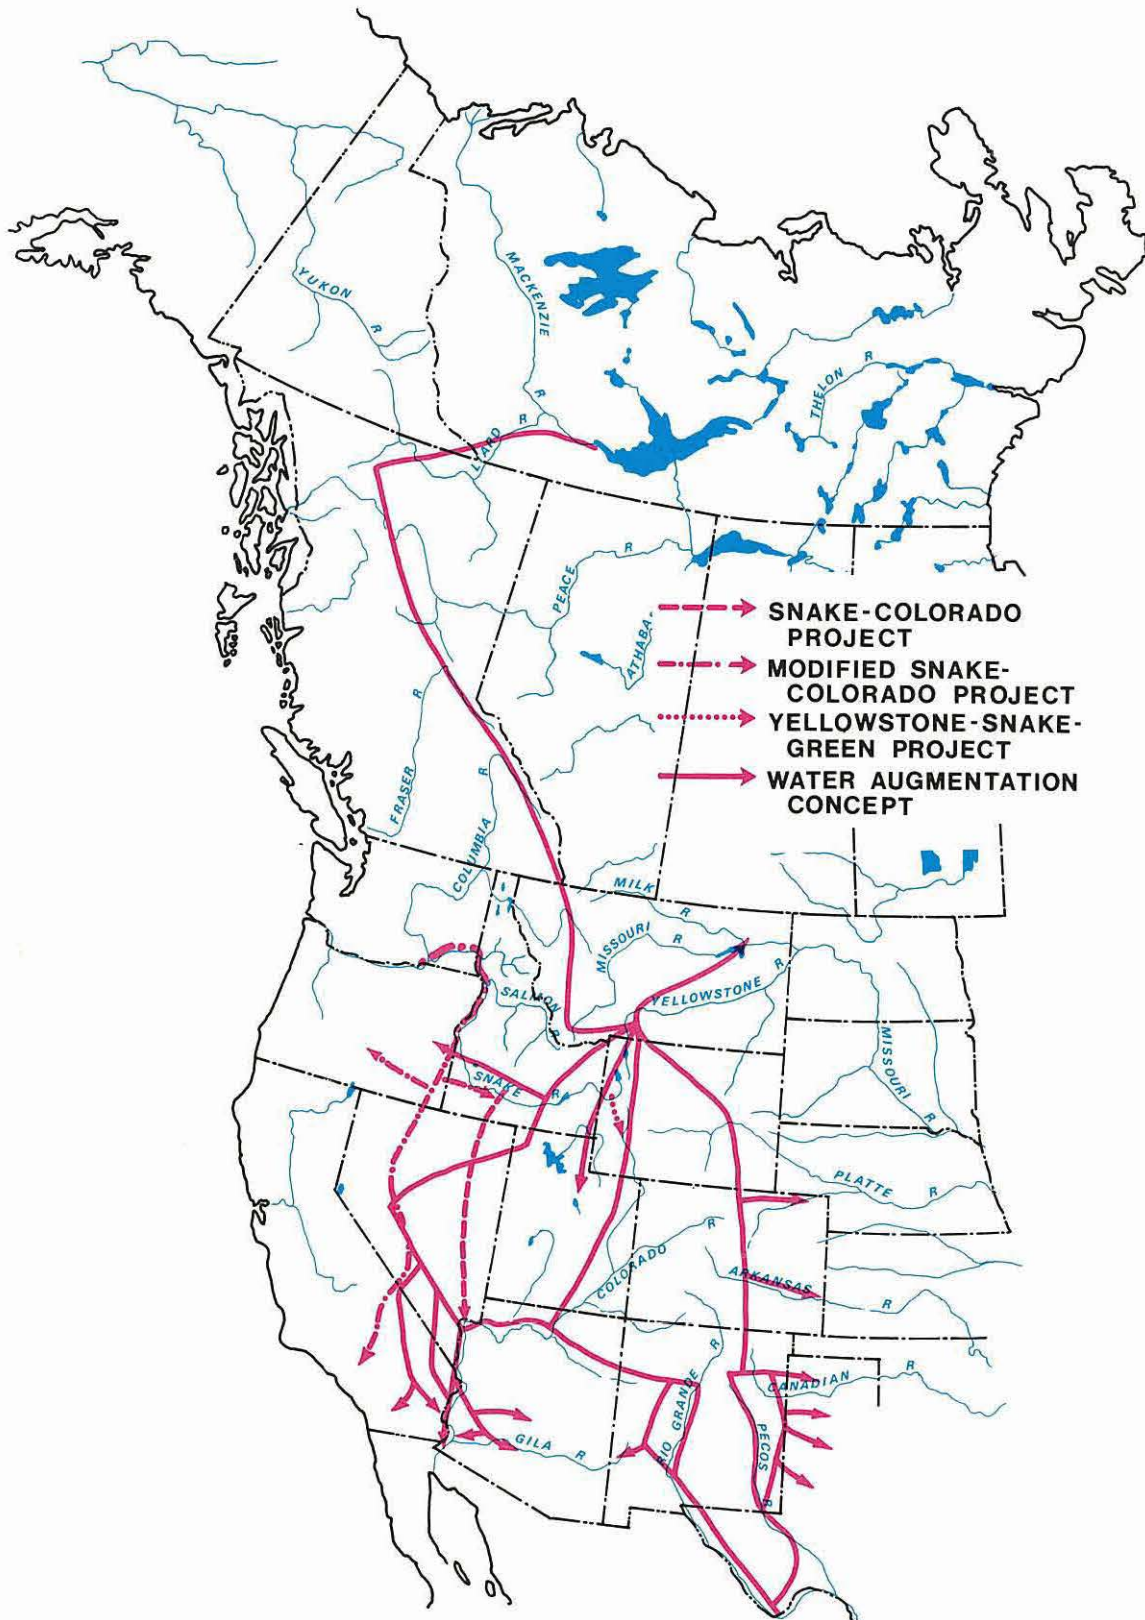 YUKON R
MACKENZIE R
THELON R
LIARD R
PEACE R
ATHABA-
SNAKE-COLORADO
PROJECT
MODIFIED SNAKE-
COLORADO PROJECT
YELLOWSTONE-SNAKE-
GREEN PROJECT
WATER AUGMENTATION
CONCEPT
FRASER R
COLUMBIA R
MILK R
MISSOURI R
YELLOWSTONE R
SALMON R
MISSOURI R
SNAKE R
PLATTE R
COLORADO R
ARKANSAS R
CANADIAN R
RIO GRANDE R
PECOS R
GILA R